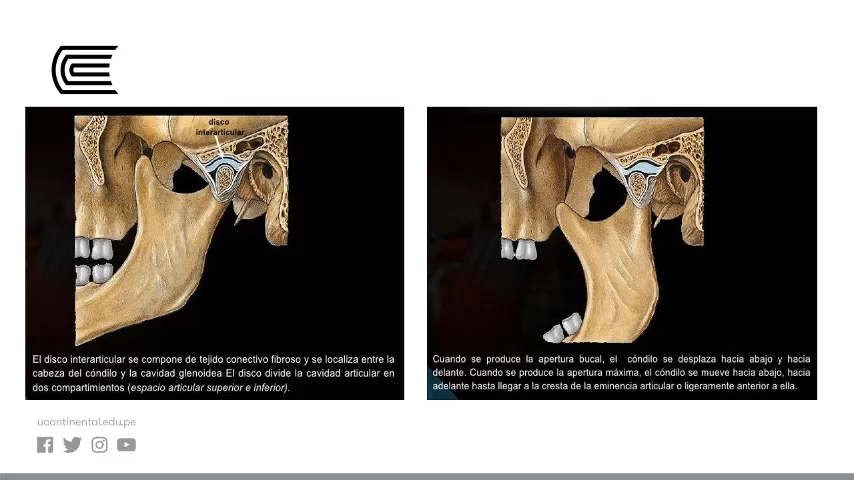 disco
interarticular
El disco interarticular se compone de tejido conectivo fibroso y se localiza entre la
cabeza del cóndilo y la cavidad glenoidea El disco divide la cavidad articular en
dos compartimientos (espacio articular superior e inferior).
Cuando se produce la apertura bucal, el cóndilo se desplaza hacia abajo y hacia
delante. Cuando se produce la apertura máxima, el cóndilo se mueve hacia abajo, hacia
adelante hasta llegar a la cresta de la eminencia articular o ligeramente anterior a ella.
ucontinental.edu.pe